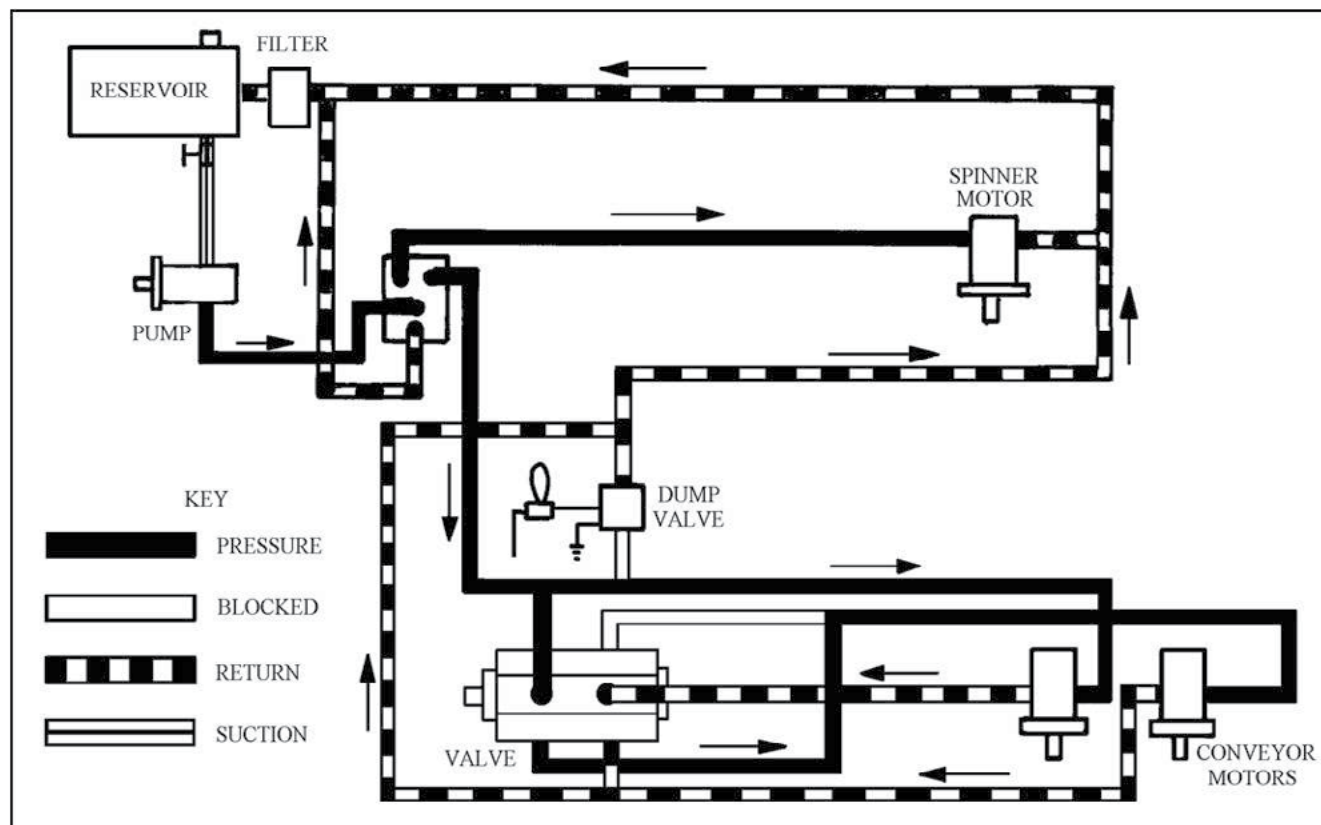 FILTER
RESERVOIR
SPINNER
MOTOR
PUMP
DUMP
VALVE
KEY
PRESSURE
BLOCKED
RETURN
SUCTION
VALVE
CONVEYOR
MOTORS